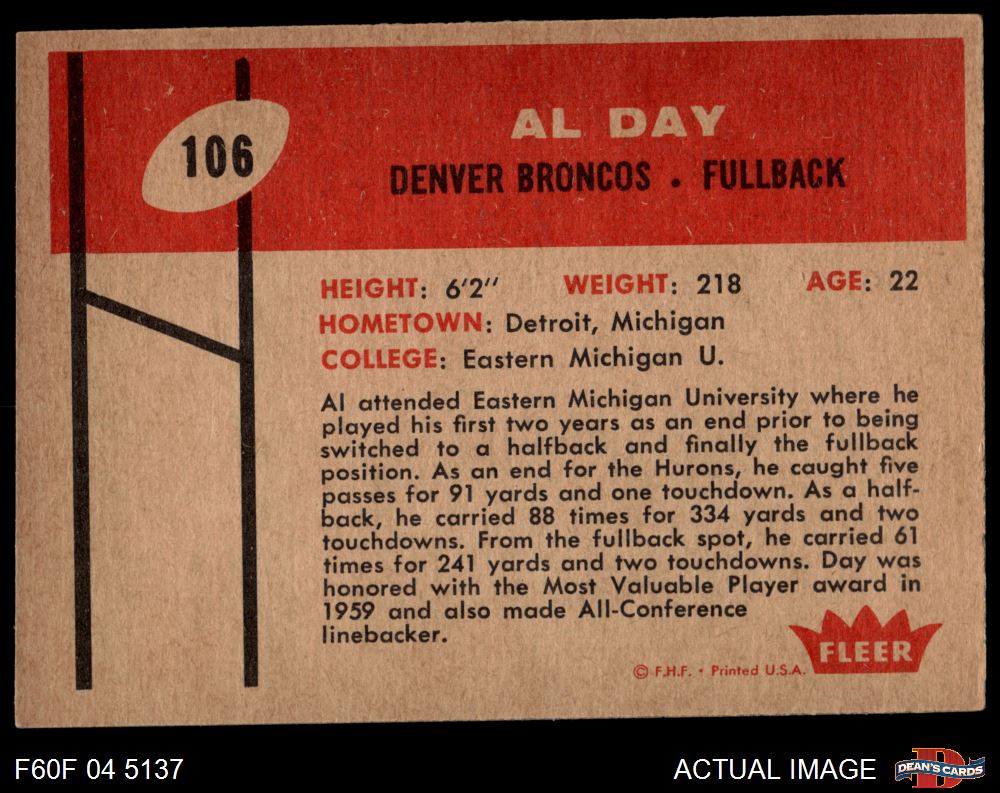 106
AL DAY
DENVER BRONCOS . FULLBACK
HEIGHT: 6'2" WEIGHT: 218 AGE: 22
HOMETOWN: Detroit, Michigan
COLLEGE: Eastern Michigan U.
Al attended Eastern Michigan University where he
played his first two years as an end prior to being
switched to a halfback and finally the fullback
position. As an end for the Hurons, he caught five
passes for 91 yards and one touchdown. As a half-
back, he carried 88 times for 334 yards and two
touchdowns. From the fullback spot, he carried 61
times for 241 yards and two touchdowns. Day was
honored with the Most Valuable Player award in
1959 and also made All-Conference
linebacker.
FLEER
© F.H.F. • Printed U.S.A.
F60F 04 5137
ACTUAL IMAGE
DEAN'S CARDS